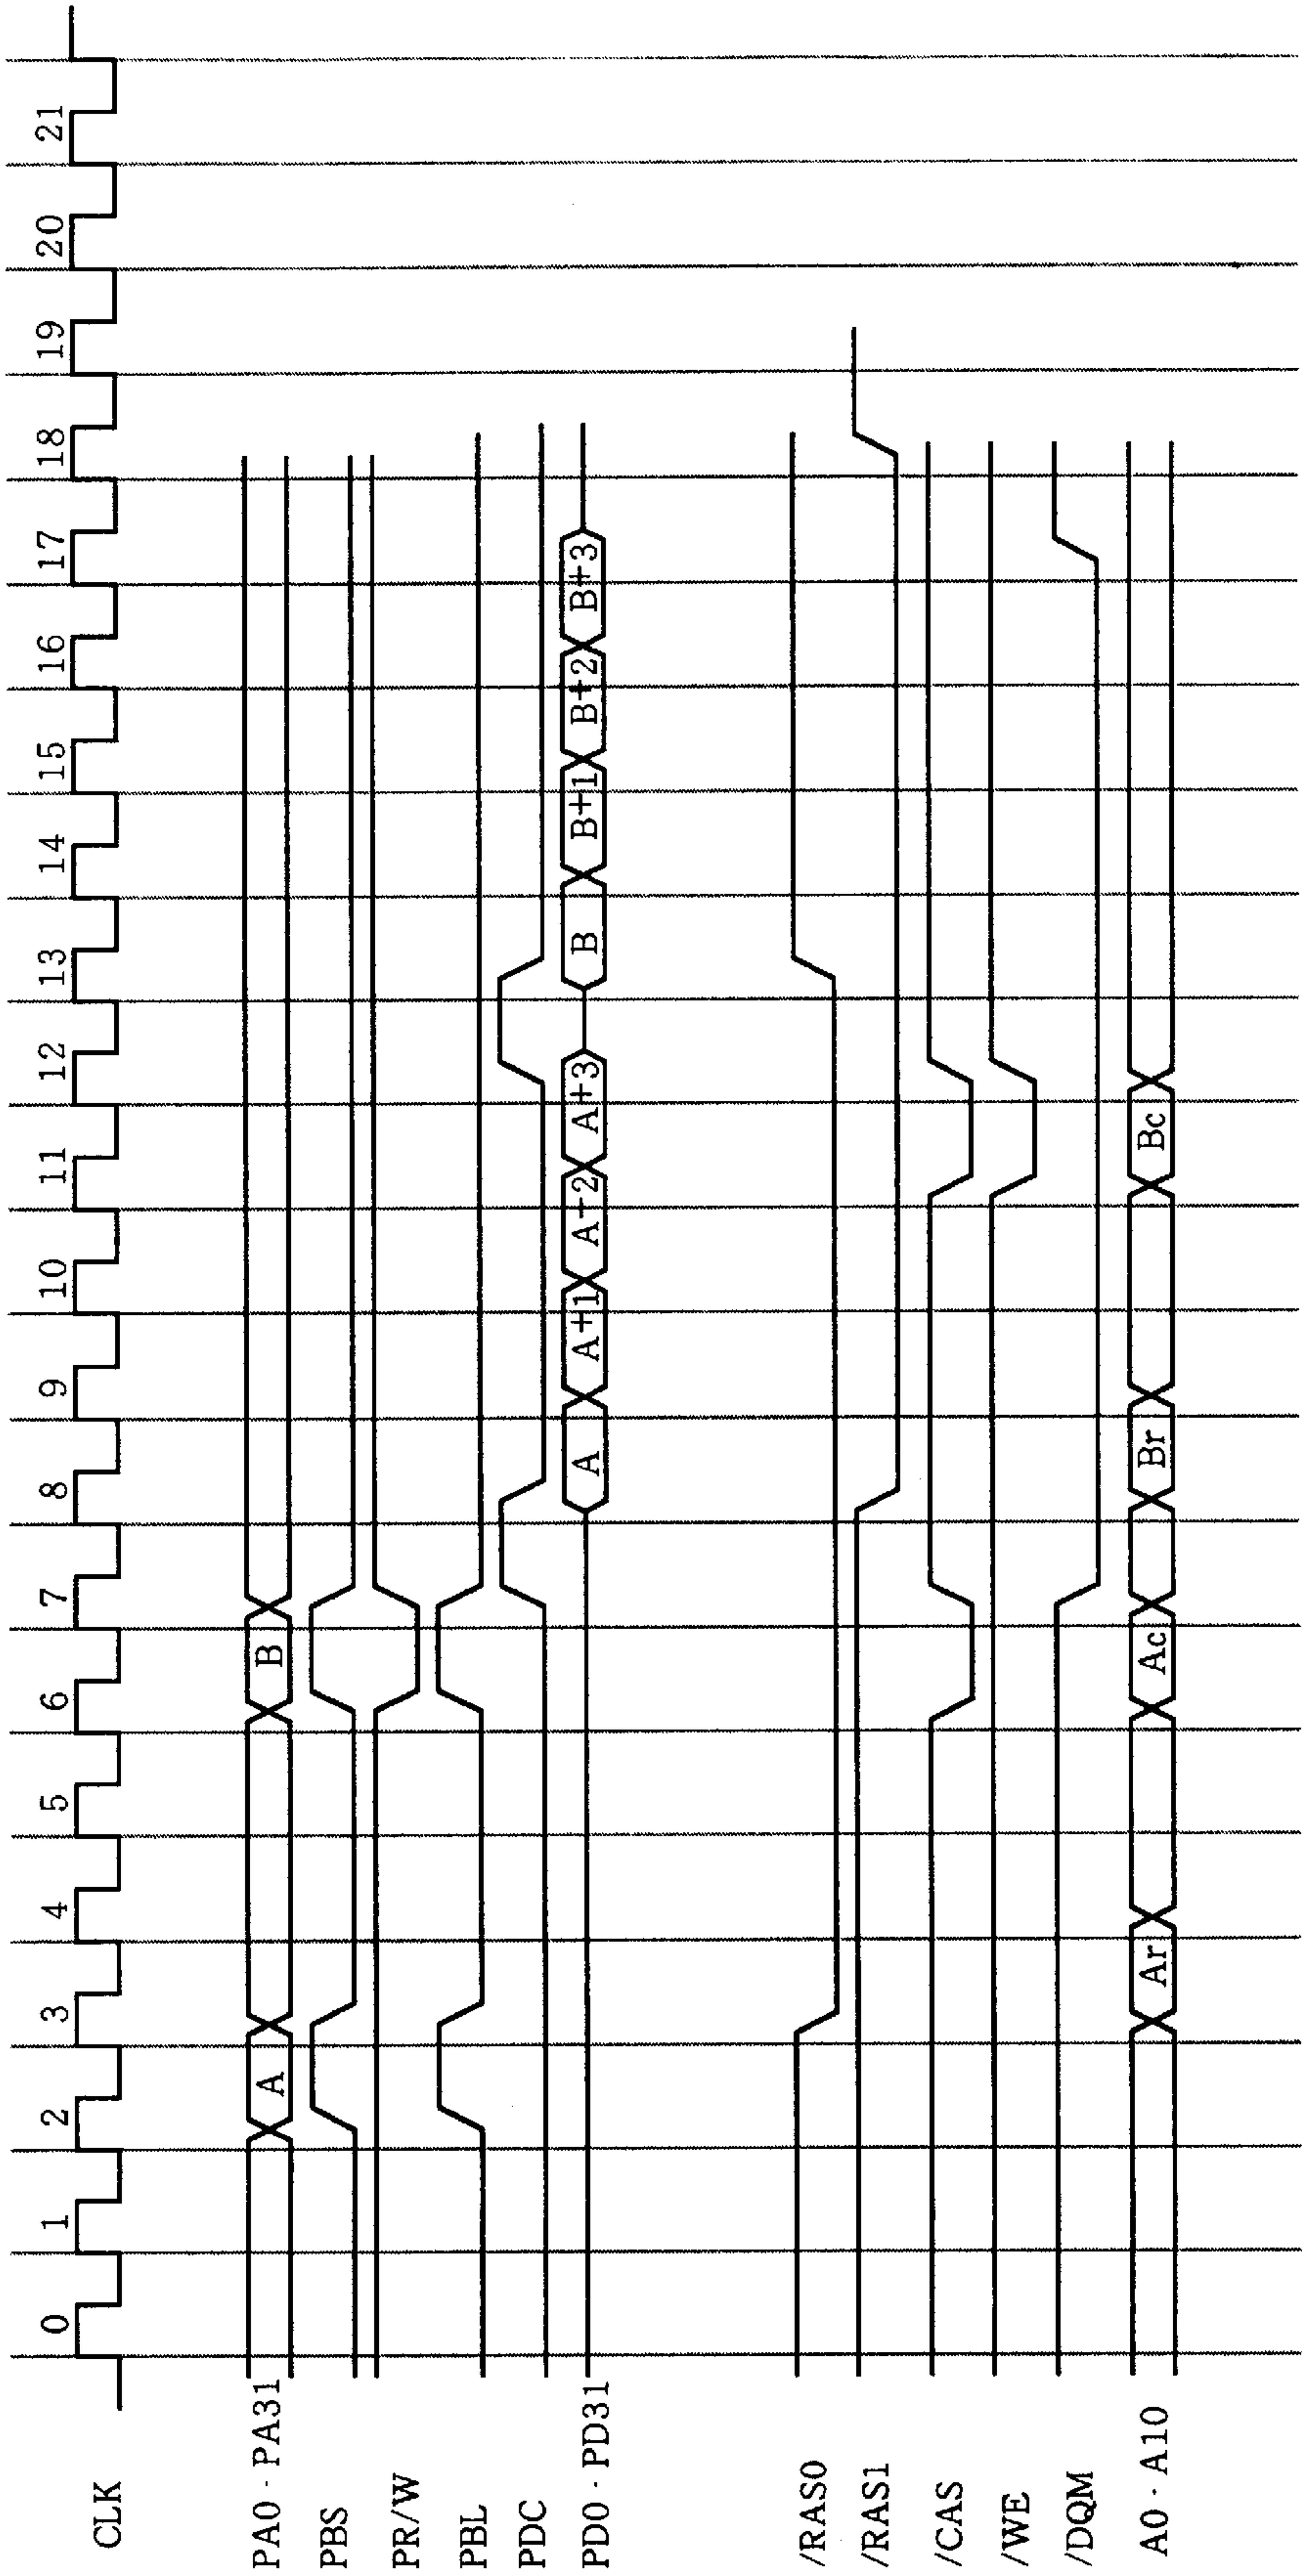 0 1 2 3 4 5 6 7 8 9 10 11 12 13 14 15 16 17 18 19 20 21
CLK
PA0 · PA31 A B
PBS
PR/W
PBL
PDC
PD0 · PD31 A A+1 A+2 A+3 B B+1 B+2 B+3
/RAS0
/RAS1
/CAS
/WE
/DQM
A0 · A10 Ar Ac Br Bc